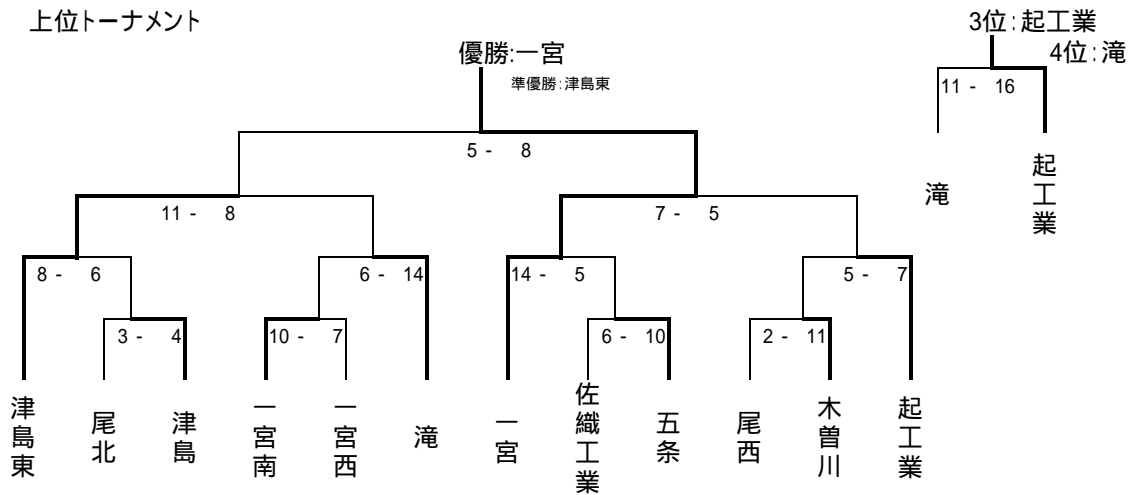 上位トーナメント
3位:起工業
4位:滝
優勝:一宮
準優勝:津島東
11 - 16
滝
起工業
5 - 8
11 - 8
7 - 5
8 - 6
6 - 14
14 - 5
5 - 7
3 - 4
10 - 7
6 - 10
2 - 11
津島東
尾北
津島
一宮南
一宮西
滝
一宮
佐織工業
五条
尾西
木曽川
起工業